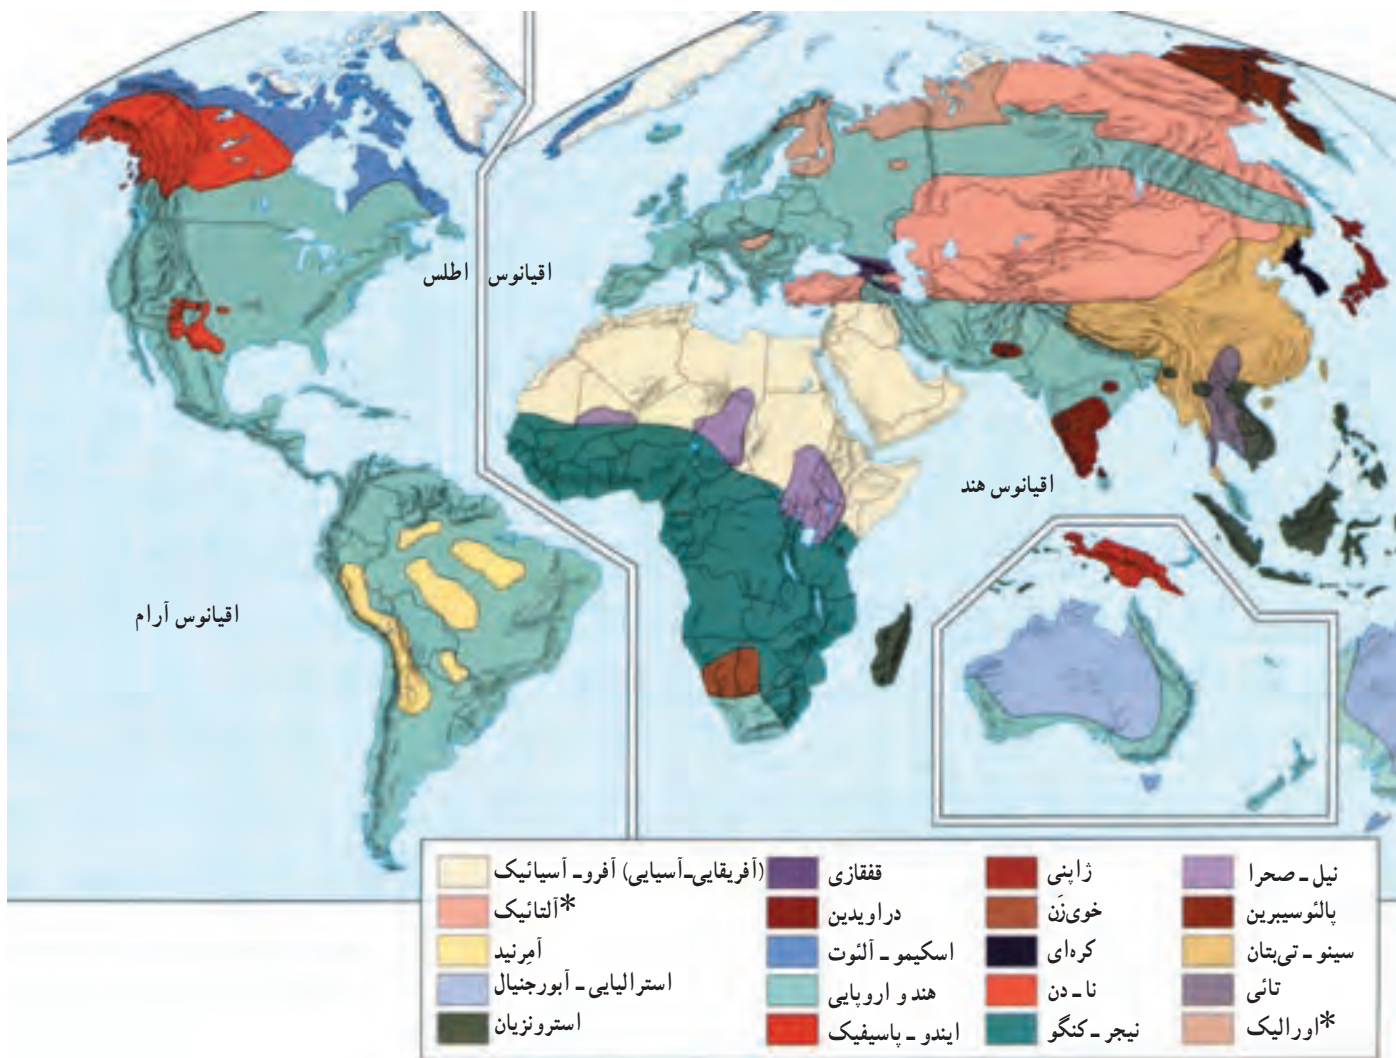 اقیانوس اطلس
اقیانوس هند
اقیانوس آرام
نیل ـ صحرا
پالئوسیبرین
سینو ـ تی‌بتان
تائی
*اورالیک
ژاپنی
خوی‌زَن
کره‌ای
نا ـ دن
نیجر ـ کنگو
قفقازی
دراویدین
اسکیمو ـ آلئوت
هند و اروپایی
ایندو ـ پاسیفیک
(آفریقایی‌ـ‌آسیایی) آفرو‌ـ آسیائیک
*آلتائیک
آمِرنید
استرالیایی ـ آبورجنیال
استرونزیان